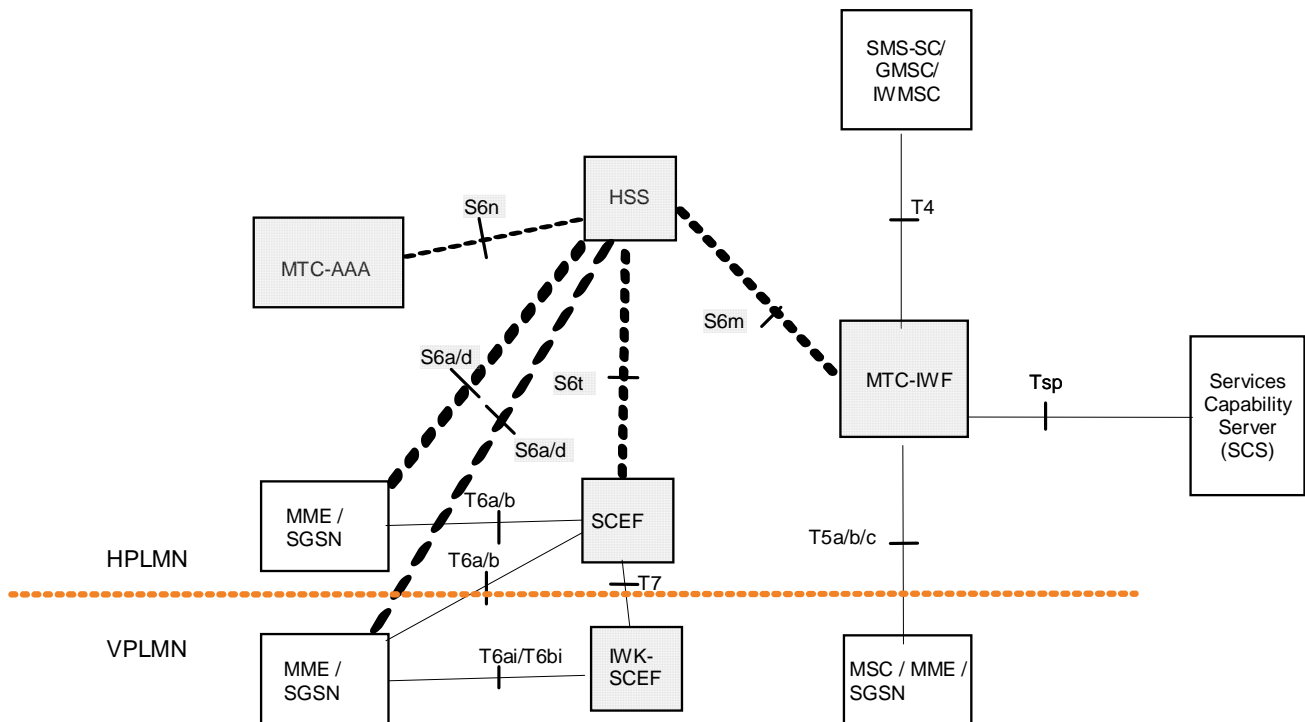 SMS-SC/
GMSC/
IWMSC
HSS
S6n
T4
MTC-AAA
S6m
S6a/d
S6t
MTC-IWF
Tsp
Services
Capability
Server
(SCS)
S6a/d
MME /
SGSN
T6a/b
SCEF
T5a/b/c
HPLMN
T6a/b
T7
VPLMN
MME /
SGSN
T6ai/T6bi
IWK-
SCEF
MSC / MME /
SGSN